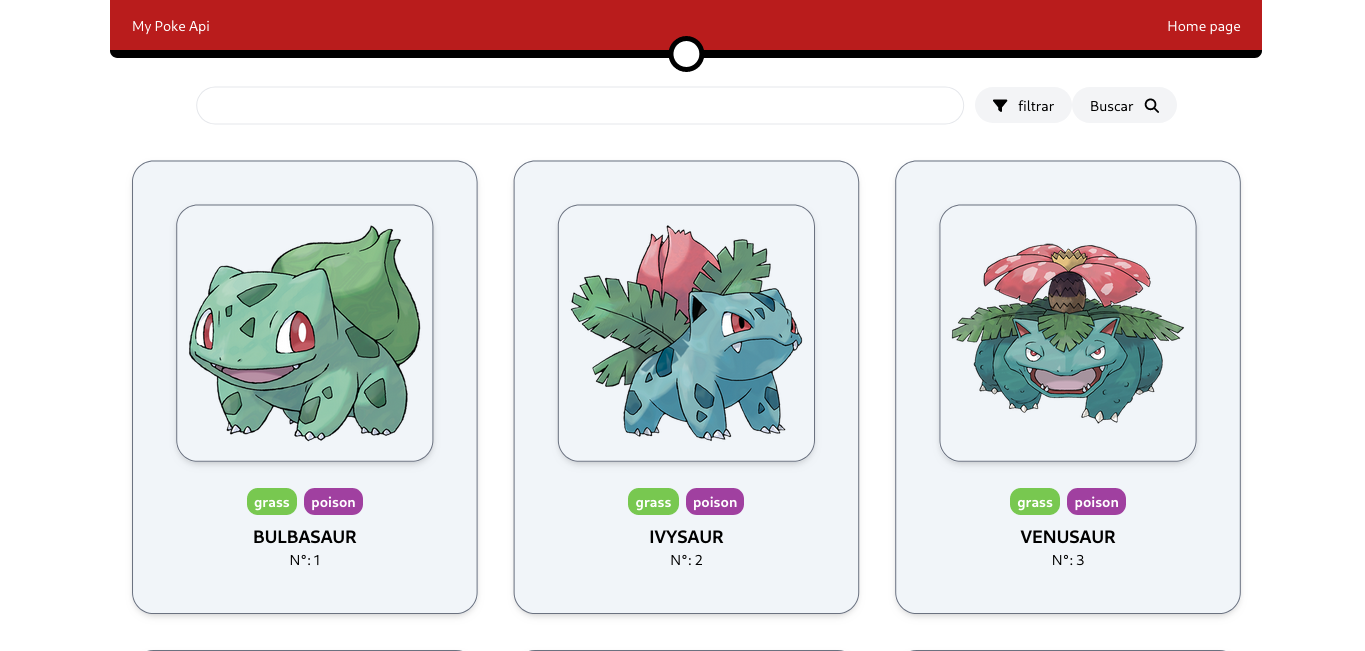 My Poke Api
Home page
filtrar
Buscar
grass poison
BULBASAUR
N°: 1
grass poison
IVYSAUR
N°: 2
grass poison
VENUSAUR
N°: 3